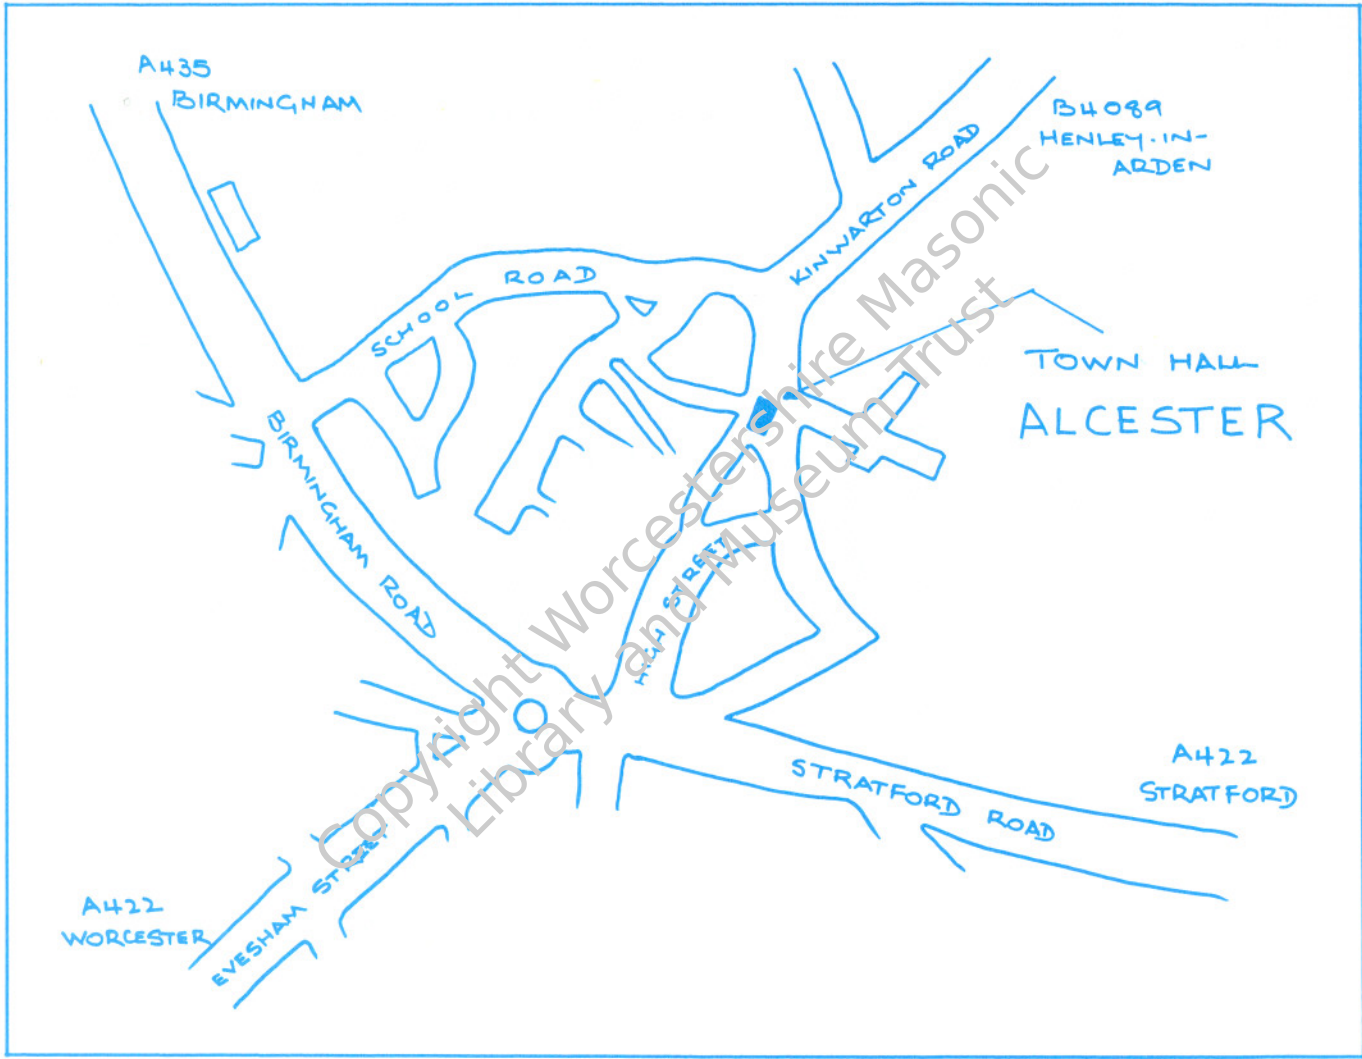 A435
BIRMINGHAM
B4089
HENLEY-IN-
ARDEN
KINWARTON ROAD
SCHOOL ROAD
TOWN HALL
ALCESTER
BIRMINGHAM ROAD
HIGH STREET
A422
STRATFORD
STRATFORD ROAD
A422
WORCESTER
EVESHAM STREET
Copyright Worcestershire Masonic
Library and Museum Trust